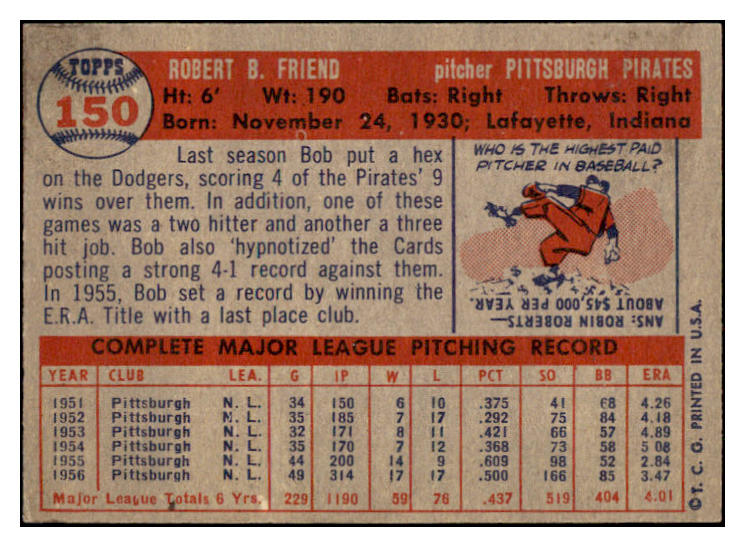 TOPPS
150
ROBERT B. FRIEND pitcher PITTSBURGH PIRATES
Ht: 6' Wt: 190 Bats: Right Throws: Right
Born: November 24, 1930; Lafayette, Indiana
Last season Bob put a hex
on the Dodgers, scoring 4 of the Pirates' 9
wins over them. In addition, one of these
games was a two hitter and another a three
hit job. Bob also 'hypnotized' the Cards
posting a strong 4-1 record against them.
In 1955, Bob set a record by winning the
E.R.A. Title with a last place club.
WHO IS THE HIGHEST PAID
PITCHER IN BASEBALL?
ANS: ROBIN ROBERTS—
ABOUT $45,000 PER YEAR.
COMPLETE MAJOR LEAGUE PITCHING RECORD
YEAR CLUB LEA. G IP W L PCT SO BB ERA
1951 Pittsburgh N. L. 34 150 6 10 .375 41 68 4.26
1952 Pittsburgh N. L. 35 185 7 17 .292 75 84 4.18
1953 Pittsburgh N. L. 32 171 8 11 .421 66 57 4.89
1954 Pittsburgh N. L. 35 170 7 12 .368 73 58 5 08
1955 Pittsburgh N. L. 44 200 14 9 .609 98 52 2.84
1956 Pittsburgh N. L. 49 314 17 17 .500 166 85 3.47
Major League Totals 6 Yrs. 229 1190 59 76 .437 519 404 4.01
©T. C. G. PRINTED IN U.S.A.